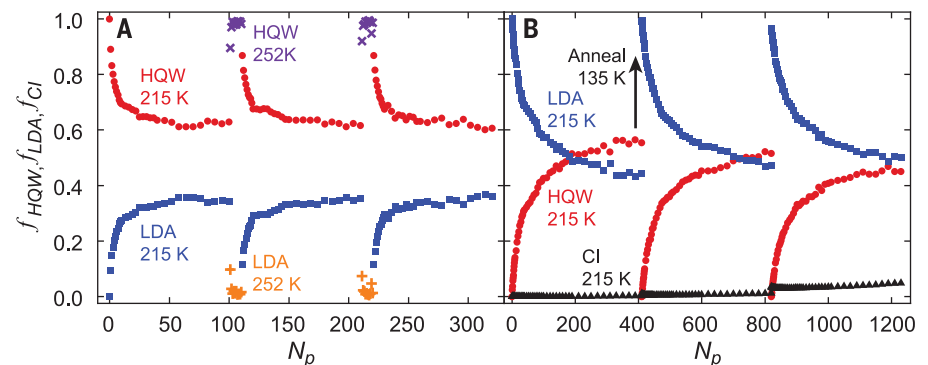 f_HQW, f_LDA, f_CI
1.0
0.8
0.6
0.4
0.2
0.0
A
HQW
252K
HQW
215 K
LDA
215 K
LDA
252 K
0 50 100 150 200 250 300
N_p
B
Anneal
135 K
LDA
215 K
HQW
215 K
CI
215 K
0 200 400 600 800 1000 1200
N_p